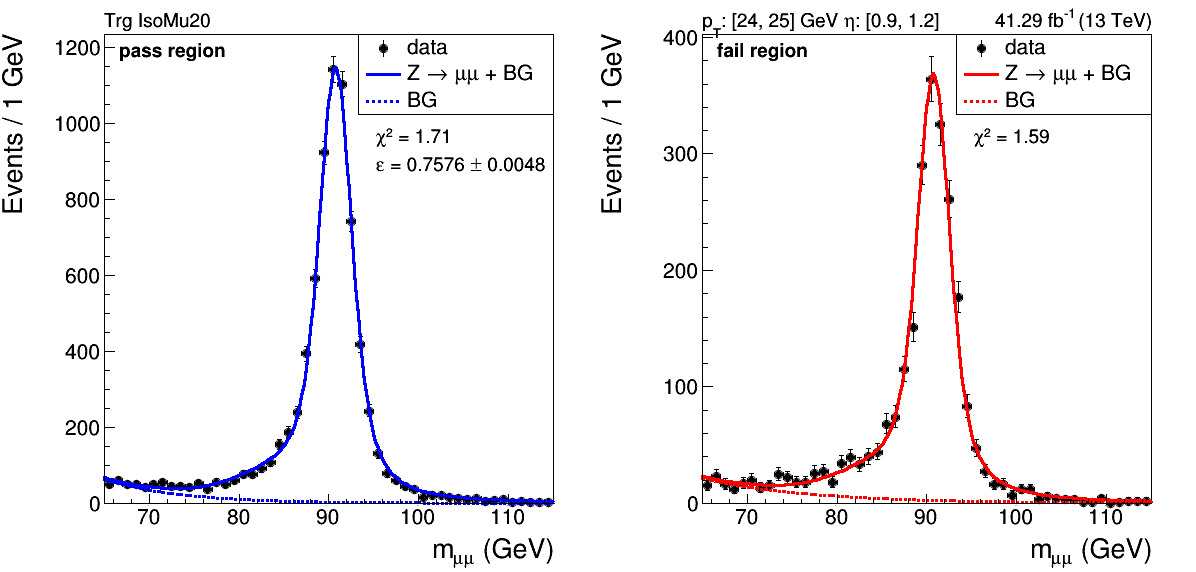 Trg IsoMu20
pass region
data
Z → μμ + BG
BG
χ² = 1.71
ε = 0.7576 ± 0.0048
Events / 1 GeV
1200
1000
800
600
400
200
0
70 80 90 100 110
mμμ (GeV)
pT: [24, 25] GeV η: [0.9, 1.2] 41.29 fb⁻¹ (13 TeV)
fail region
data
Z → μμ + BG
BG
χ² = 1.59
Events / 1 GeV
400
300
200
100
0
70 80 90 100 110
mμμ (GeV)